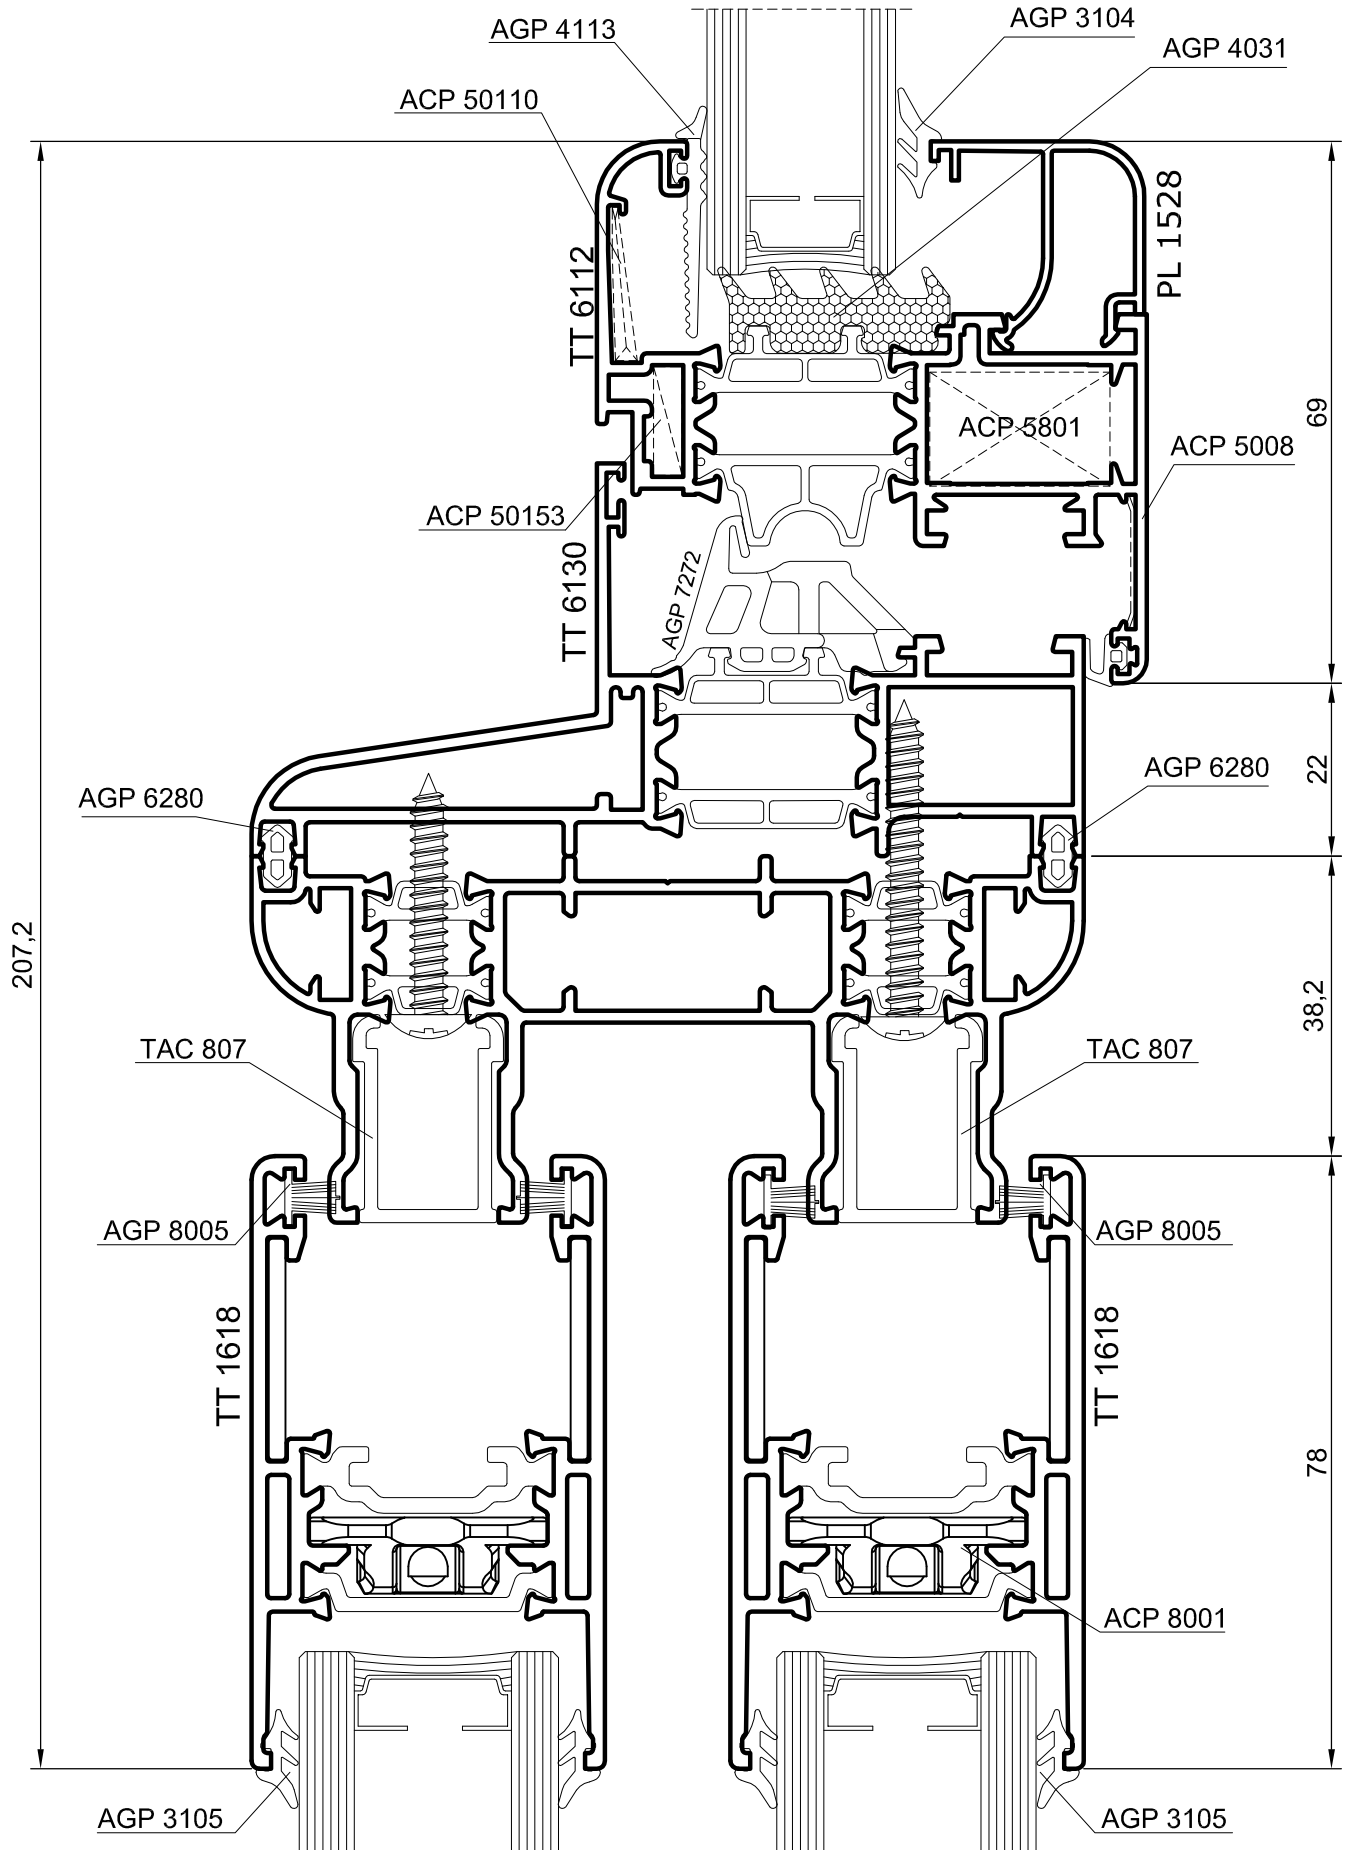 AGP 4113
AGP 3104
AGP 4031
ACP 50110
PL 1528
TT 6112
69
ACP 5801
ACP 5008
ACP 50153
TT 6130
AGP 7272
22
AGP 6280
AGP 6280
207,2
38,2
TAC 807
TAC 807
AGP 8005
AGP 8005
TT 1618
TT 1618
78
ACP 8001
AGP 3105
AGP 3105